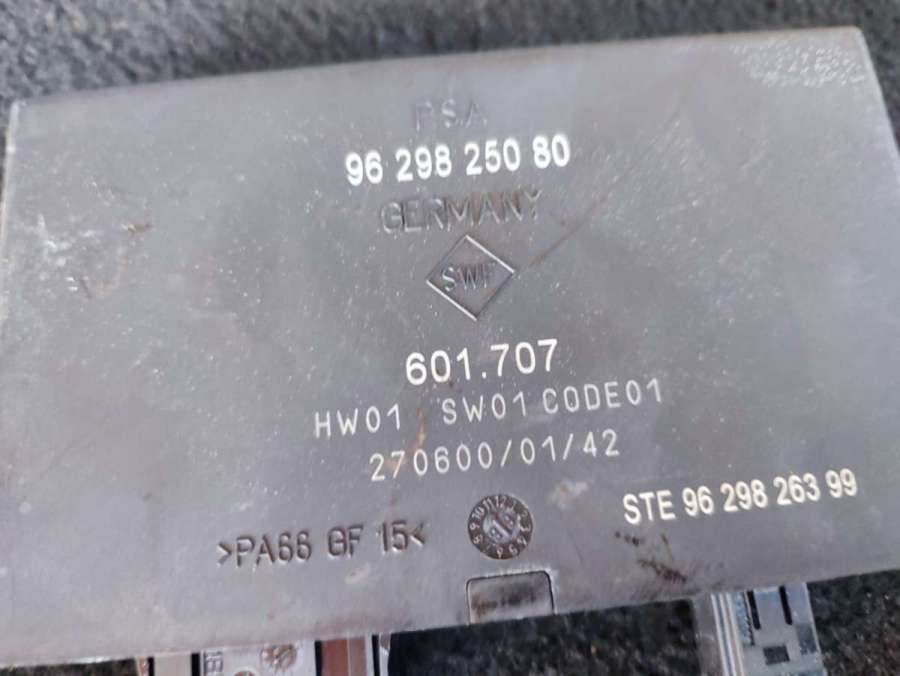 PSA
96 298 250 80
GERMANY
SWF
601.707
HW01 SW01 CODE01
270600/01/42
STE 96 298 263 99
>PA66 GF 15<